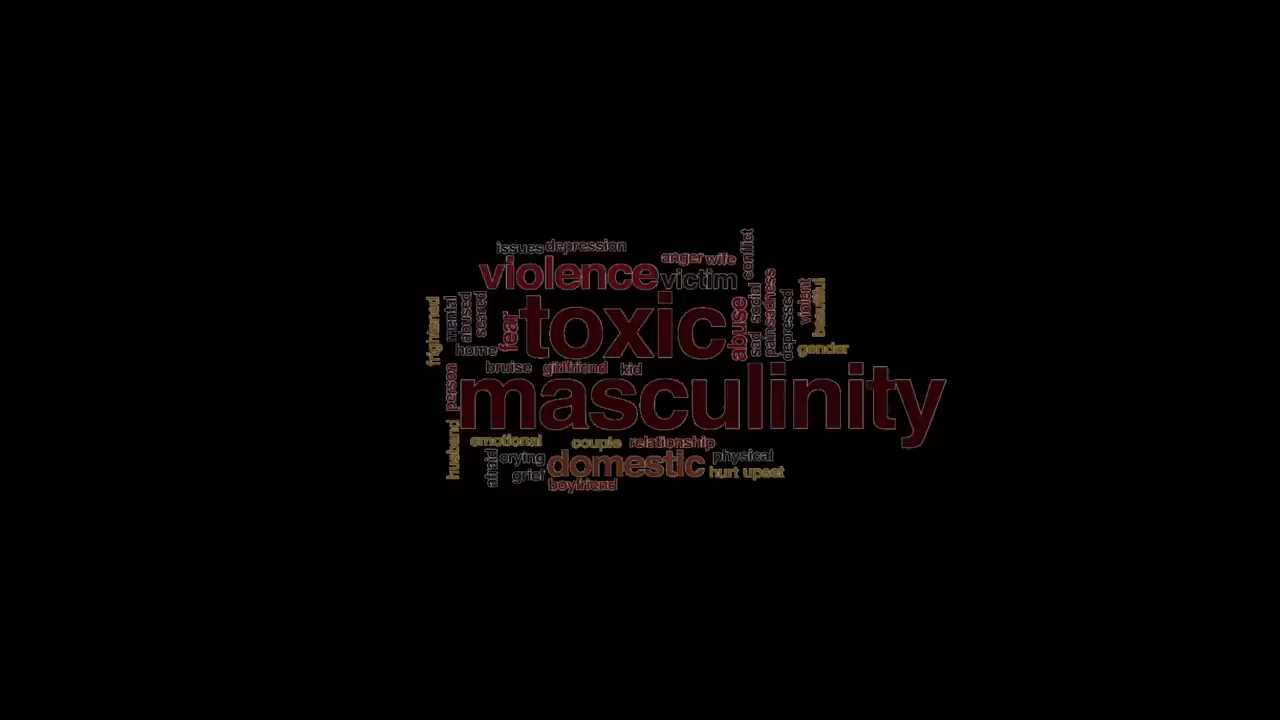 issues depression
anger wife
conflict
violence victim
toxic
frightened
mental
abused
scared
fear
abuse
sad social
pain sadness
depressed
violent
beautiful
home
gender
bruise girlfriend kid
person
masculinity
husband
emotional couple relationship
afraid
crying
domestic physical
grief
hurt upset
boyfriend